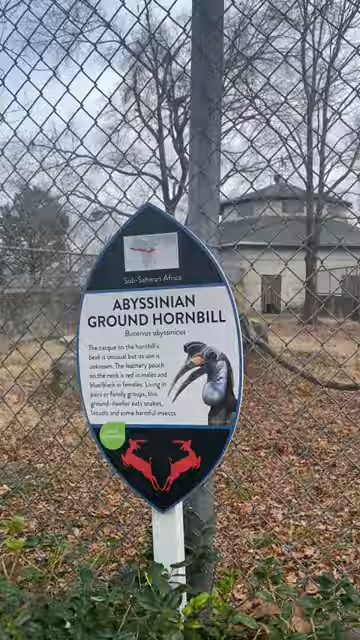 Sub-Saharan Africa
ABYSSINIAN
GROUND HORNBILL
Bucorvus abyssinicus
The casque on the hornbill's
beak is unusual but its use is
unknown. The leathery pouch
on the neck is red in males and
blue/black in females. Living in
pairs or family groups, this
ground-dweller eats snakes,
locusts and some harmful insects